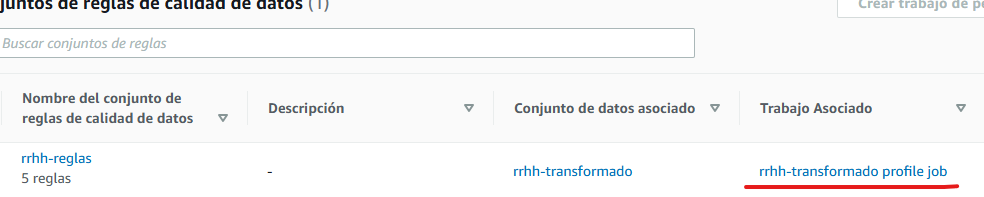 juntos de reglas de calidad de datos (1)
Crear trabajo de pe
Buscar conjuntos de reglas
Nombre del conjunto de
reglas de calidad de datos
Descripción
Conjunto de datos asociado
Trabajo Asociado
rrhh-reglas
5 reglas
-
rrhh-transformado
rrhh-transformado profile job